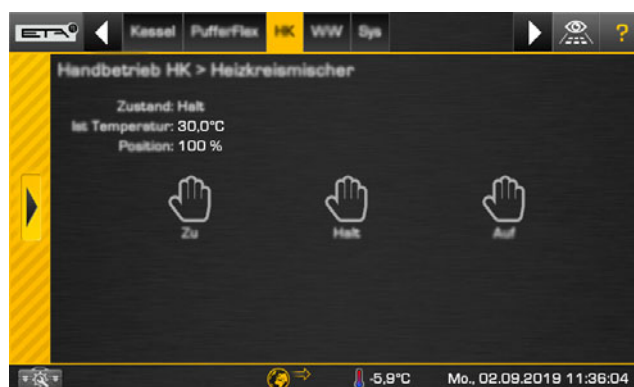 ETA Kessel PufferFlex HK WW Sys ?
Handbetrieb HK > Heizkreismischer
Zustand: Halt
Ist Temperatur: 30,0°C
Position: 100 %
Zu Halt Auf
-5,9°C Mo., 02.09.2019 11:36:04